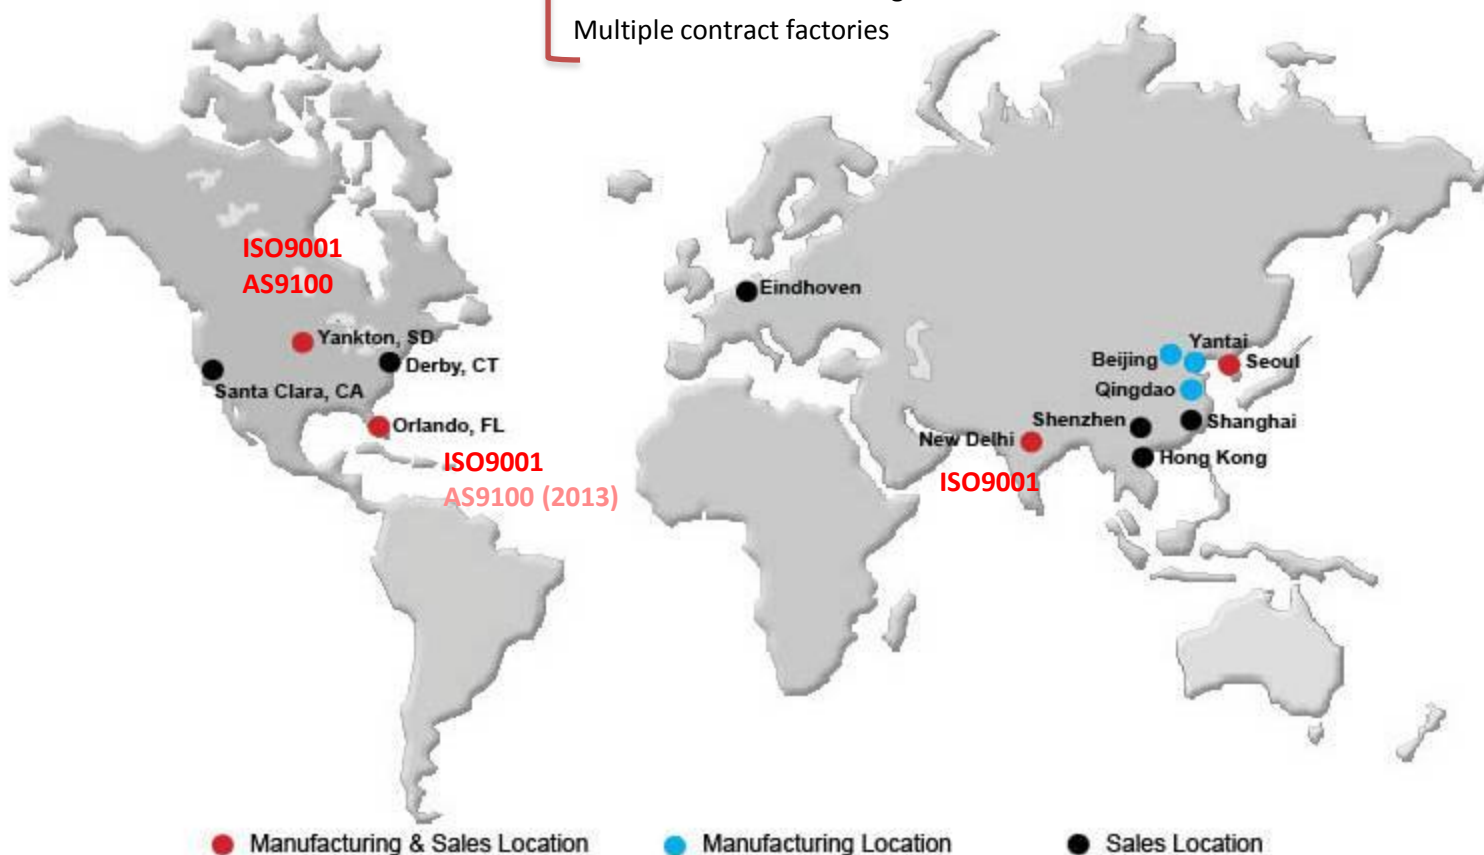 Multiple contract factories
ISO9001
AS9100
Eindhoven
Yankton, SD
Derby, CT
Santa Clara, CA
Orlando, FL
ISO9001
AS9100 (2013)
Yantai
Beijing
Seoul
Qingdao
Shenzhen
Shanghai
New Delhi
Hong Kong
ISO9001
Manufacturing & Sales Location
Manufacturing Location
Sales Location